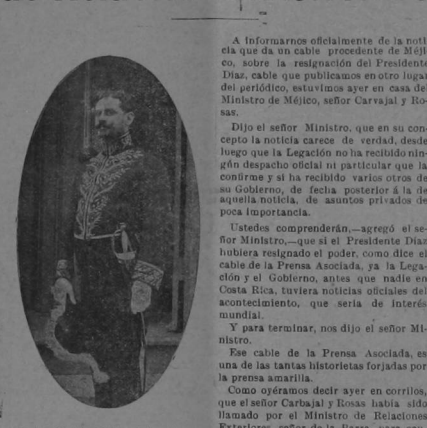 A informarnos oficialmente de la noti
cia que da un cable procedente de Méji
co, sobre la resignación del Presidente
Díaz, cable que publicamos en otro lugar
del periódico, estuvimos ayer en casa del
Ministro de Méjico, señor Carvajal y Ro-
sas.
Dijo el señor Ministro, que en su con-
cepto la noticia carece de verdad, desde
luego que la Legación no ha recibido nin-
gún despacho oficial ni particular que la
confirme y si ha recibido varios otros de
su Gobierno, de fecha posterior á la de
aquella noticia, de asuntos privados de
poca importancia.
Ustedes comprenderán,—agregó el se-
ñor Ministro,—que si el Presidente Díaz
hubiera resignado el poder, como dice el
cable de la Prensa Asociada, ya la Lega-
ción y el Gobierno, antes que nadie en
Costa Rica, tuviera noticias oficiales del
acontecimiento, que sería de interés
mundial.
Y para terminar, nos dijo el señor Mi-
nistro.
Ese cable de la Prensa Asociada, es
una de las tantas historietas forjadas por
la prensa amarilla.
Como oyéramos decir ayer en corrilos,
que el señor Carbajal y Rosas había sido
llamado por el Ministro de Relaciones